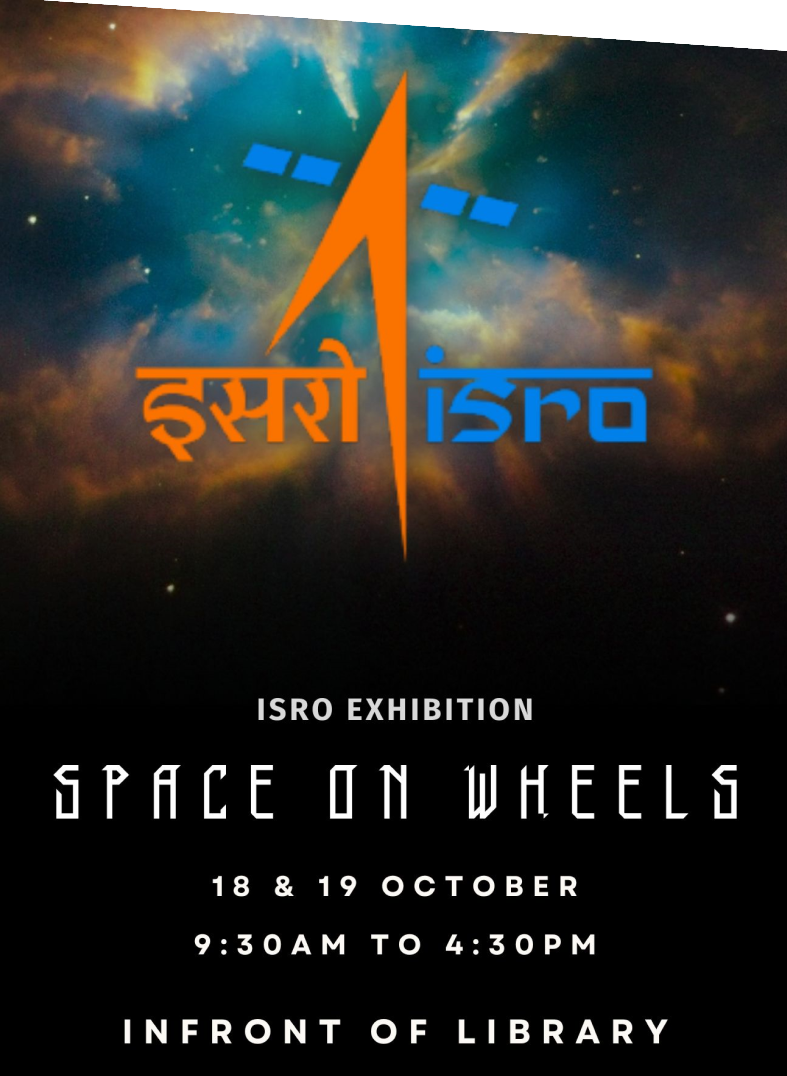 इसरो isro
ISRO EXHIBITION
SPACE ON WHEELS
18 & 19 OCTOBER
9:30AM TO 4:30PM
INFRONT OF LIBRARY